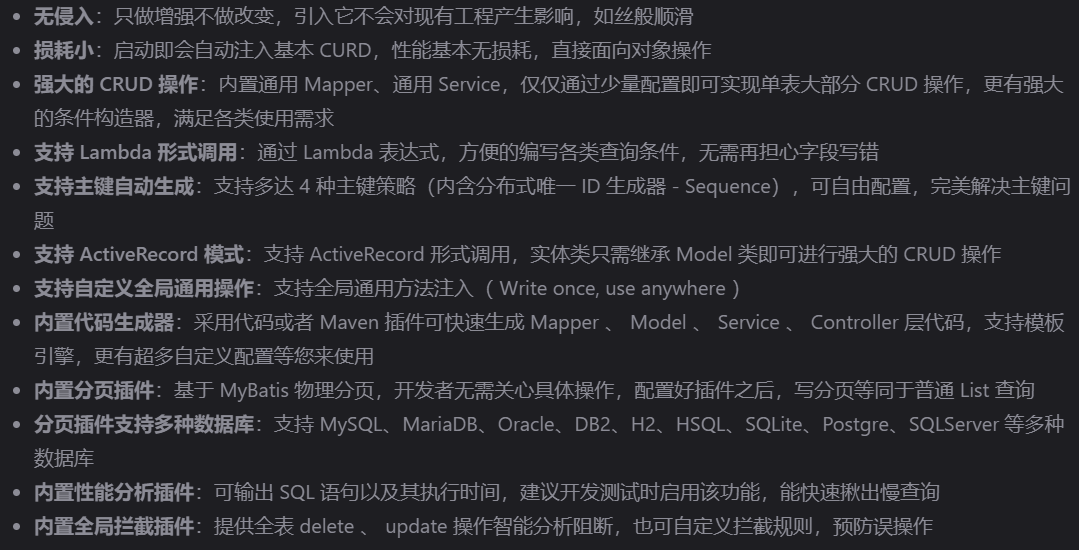 无侵入：只做增强不做改变，引入它不会对现有工程产生影响，如丝般顺滑
损耗小：启动即会自动注入基本 CURD，性能基本无损耗，直接面向对象操作
强大的 CRUD 操作：内置通用 Mapper、通用 Service，仅仅通过少量配置即可实现单表大部分 CRUD 操作，更有强大
的条件构造器，满足各类使用需求
支持 Lambda 形式调用：通过 Lambda 表达式，方便的编写各类查询条件，无需再担心字段写错
支持主键自动生成：支持多达 4 种主键策略（内含分布式唯一 ID 生成器 - Sequence），可自由配置，完美解决主键问
题
支持 ActiveRecord 模式：支持 ActiveRecord 形式调用，实体类只需继承 Model 类即可进行强大的 CRUD 操作
支持自定义全局通用操作：支持全局通用方法注入（ Write once, use anywhere ）
内置代码生成器：采用代码或者 Maven 插件可快速生成 Mapper 、 Model 、 Service 、 Controller 层代码，支持模板
引擎，更有超多自定义配置等您来使用
内置分页插件：基于 MyBatis 物理分页，开发者无需关心具体操作，配置好插件之后，写分页等同于普通 List 查询
分页插件支持多种数据库：支持 MySQL、MariaDB、Oracle、DB2、H2、HSQL、SQLite、Postgre、SQLServer 等多种
数据库
内置性能分析插件：可输出 SQL 语句以及其执行时间，建议开发测试时启用该功能，能快速揪出慢查询
内置全局拦截插件：提供全表 delete 、 update 操作智能分析阻断，也可自定义拦截规则，预防误操作